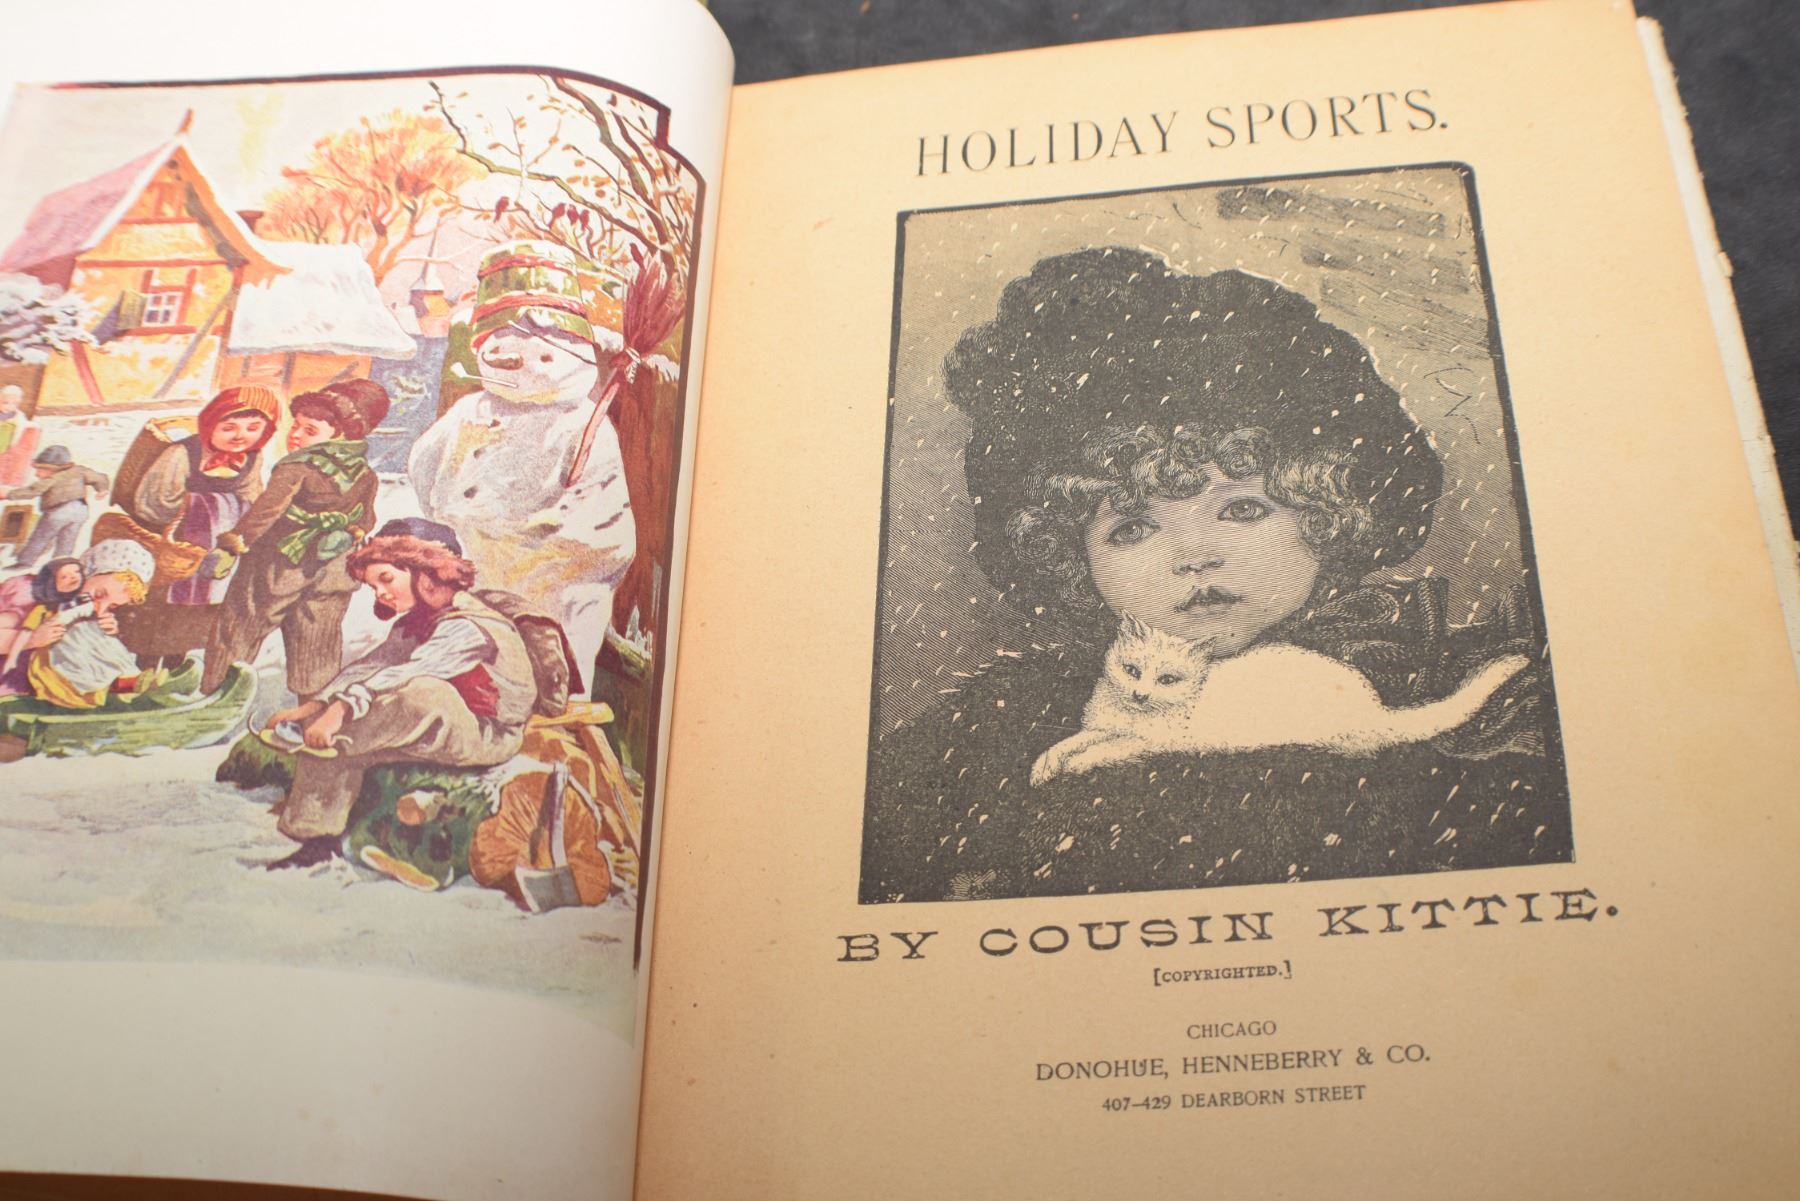 HOLIDAY SPORTS.
BY COUSIN KITTIE.
[COPYRIGHTED.]
CHICAGO
DONOHUE, HENNEBERRY & CO.
407–429 DEARBORN STREET